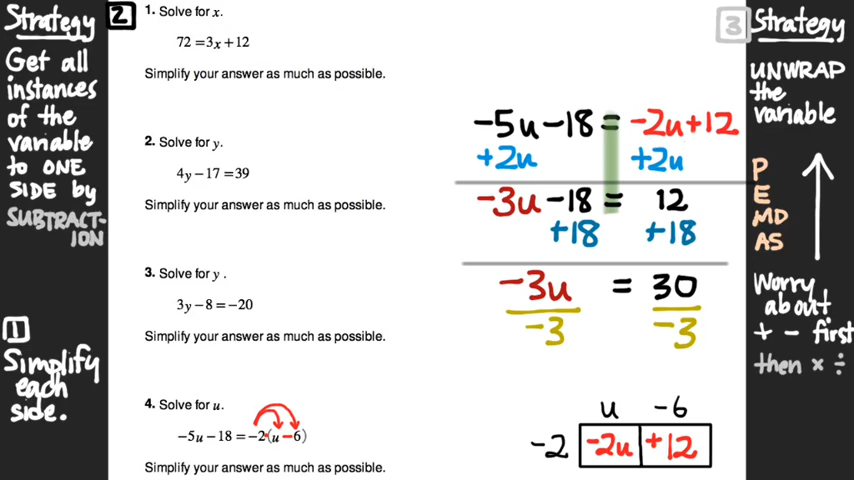 Strategy
Get all
instances
of the
variable
to ONE
SIDE by
SUBTRACT-
ION
1
Simplify
each
side.
2
1. Solve for x.
72 = 3x + 12
Simplify your answer as much as possible.
2. Solve for y.
4y − 17 = 39
Simplify your answer as much as possible.
3. Solve for y .
3y − 8 = −20
Simplify your answer as much as possible.
4. Solve for u.
−5u − 18 = −2(u − 6)
Simplify your answer as much as possible.
-5u -18 = -2u +12
+2u +2u
-3u -18 = 12
+18 +18
-3u = 30
-3 -3
u -6
-2 -2u +12
3
Strategy
UNWRAP
the
variable
P
E
MD
AS
Worry
about
+ - first
then × ÷